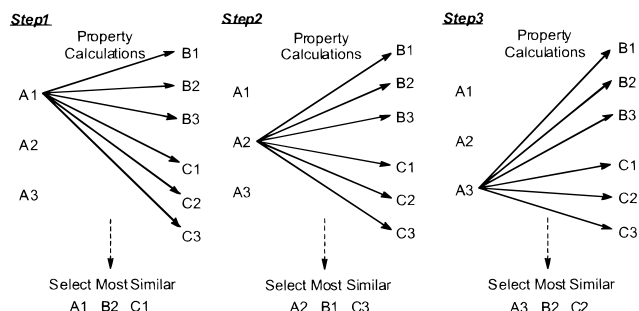 Step1
Property
Calculations
B1
B2
B3
A1
A2
A3
C1
C2
C3
Select Most Similar
A1 B2 C1
Step2
Property
Calculations
B1
B2
B3
A1
A2
A3
C1
C2
C3
Select Most Similar
A2 B1 C3
Step3
Property
Calculations
B1
B2
B3
A1
A2
A3
C1
C2
C3
Select Most Similar
A3 B2 C2